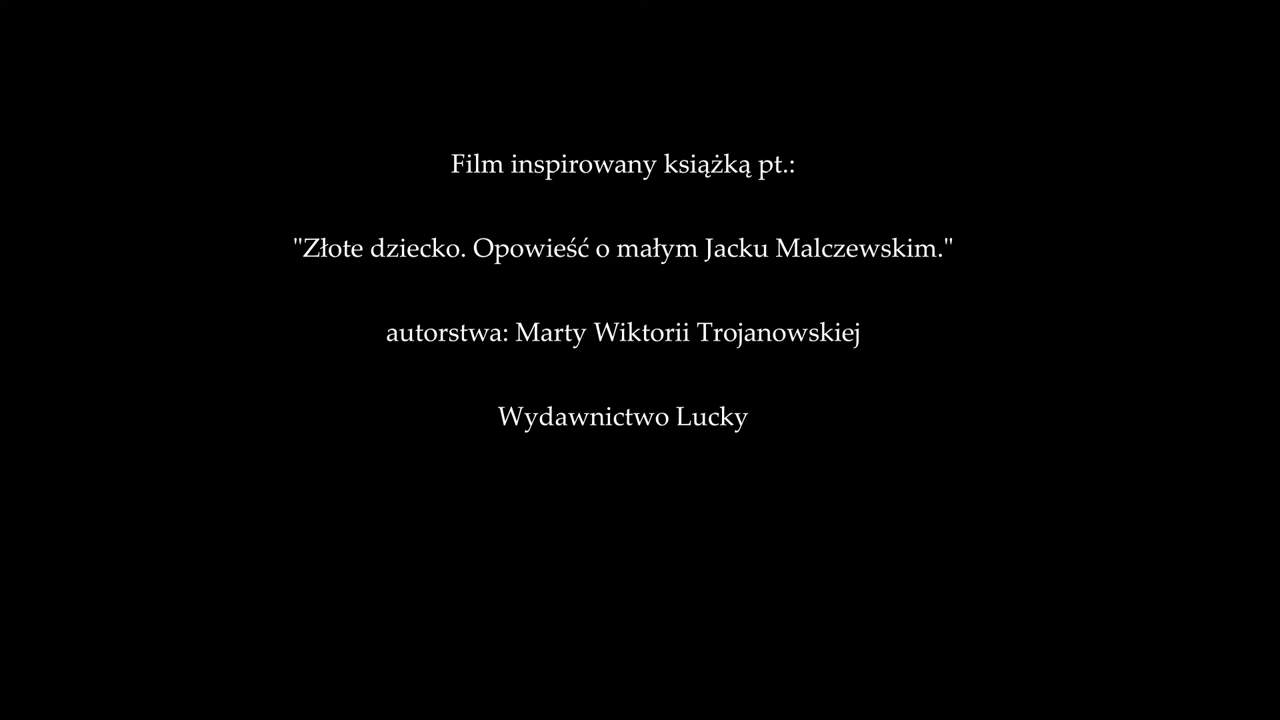 Film inspirowany książką pt.:
"Złote dziecko. Opowieść o małym Jacku Malczewskim."
autorstwa: Marty Wiktorii Trojanowskiej
Wydawnictwo Lucky